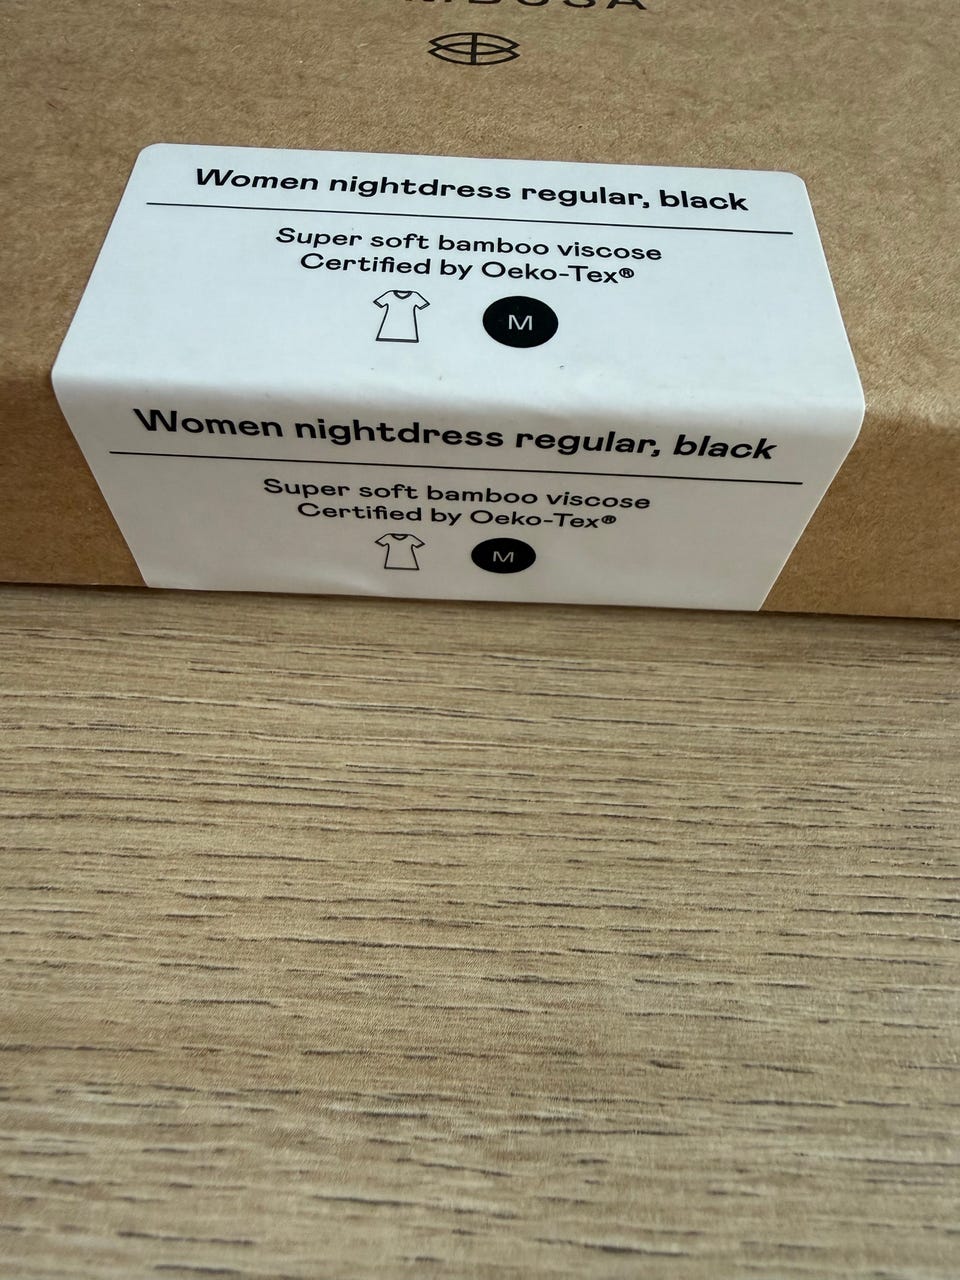 Women nightdress regular, black
Super soft bamboo viscose
Certified by Oeko-Tex®
M
Women nightdress regular, black
Super soft bamboo viscose
Certified by Oeko-Tex®
M